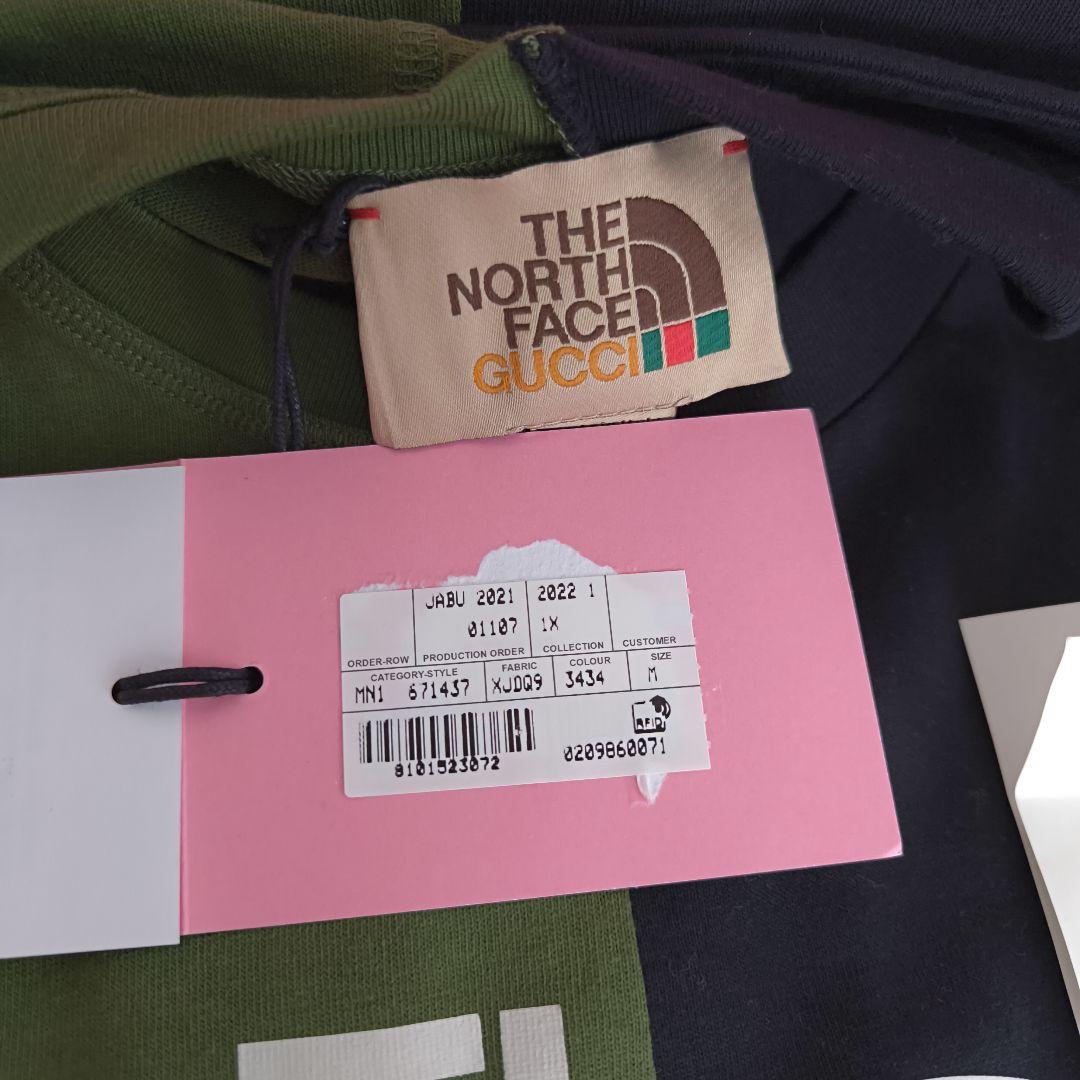 THE
NORTH
FACE
GUCCI
JABU 2021 2022 1
01107 1X
ORDER-ROW PRODUCTION ORDER COLLECTION CUSTOMER
CATEGORY-STYLE FABRIC COLOUR SIZE
MN1 671437 XJDQ9 3434 M
RFID
8101523072 0209860071